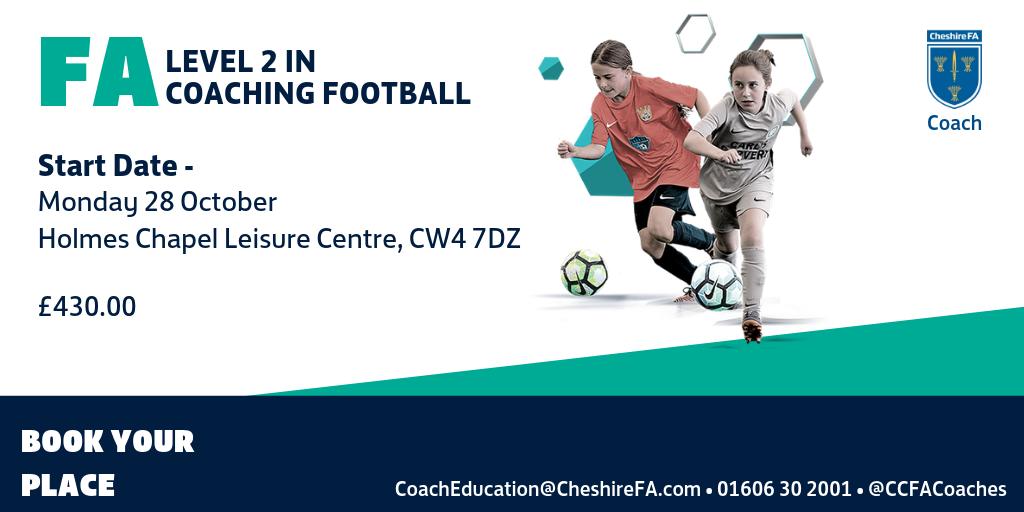 FA LEVEL 2 IN
COACHING FOOTBALL
Cheshire FA
Coach
Start Date -
Monday 28 October
Holmes Chapel Leisure Centre, CW4 7DZ
£430.00
BOOK YOUR
PLACE
CoachEducation@CheshireFA.com • 01606 30 2001 • @CCFACoaches